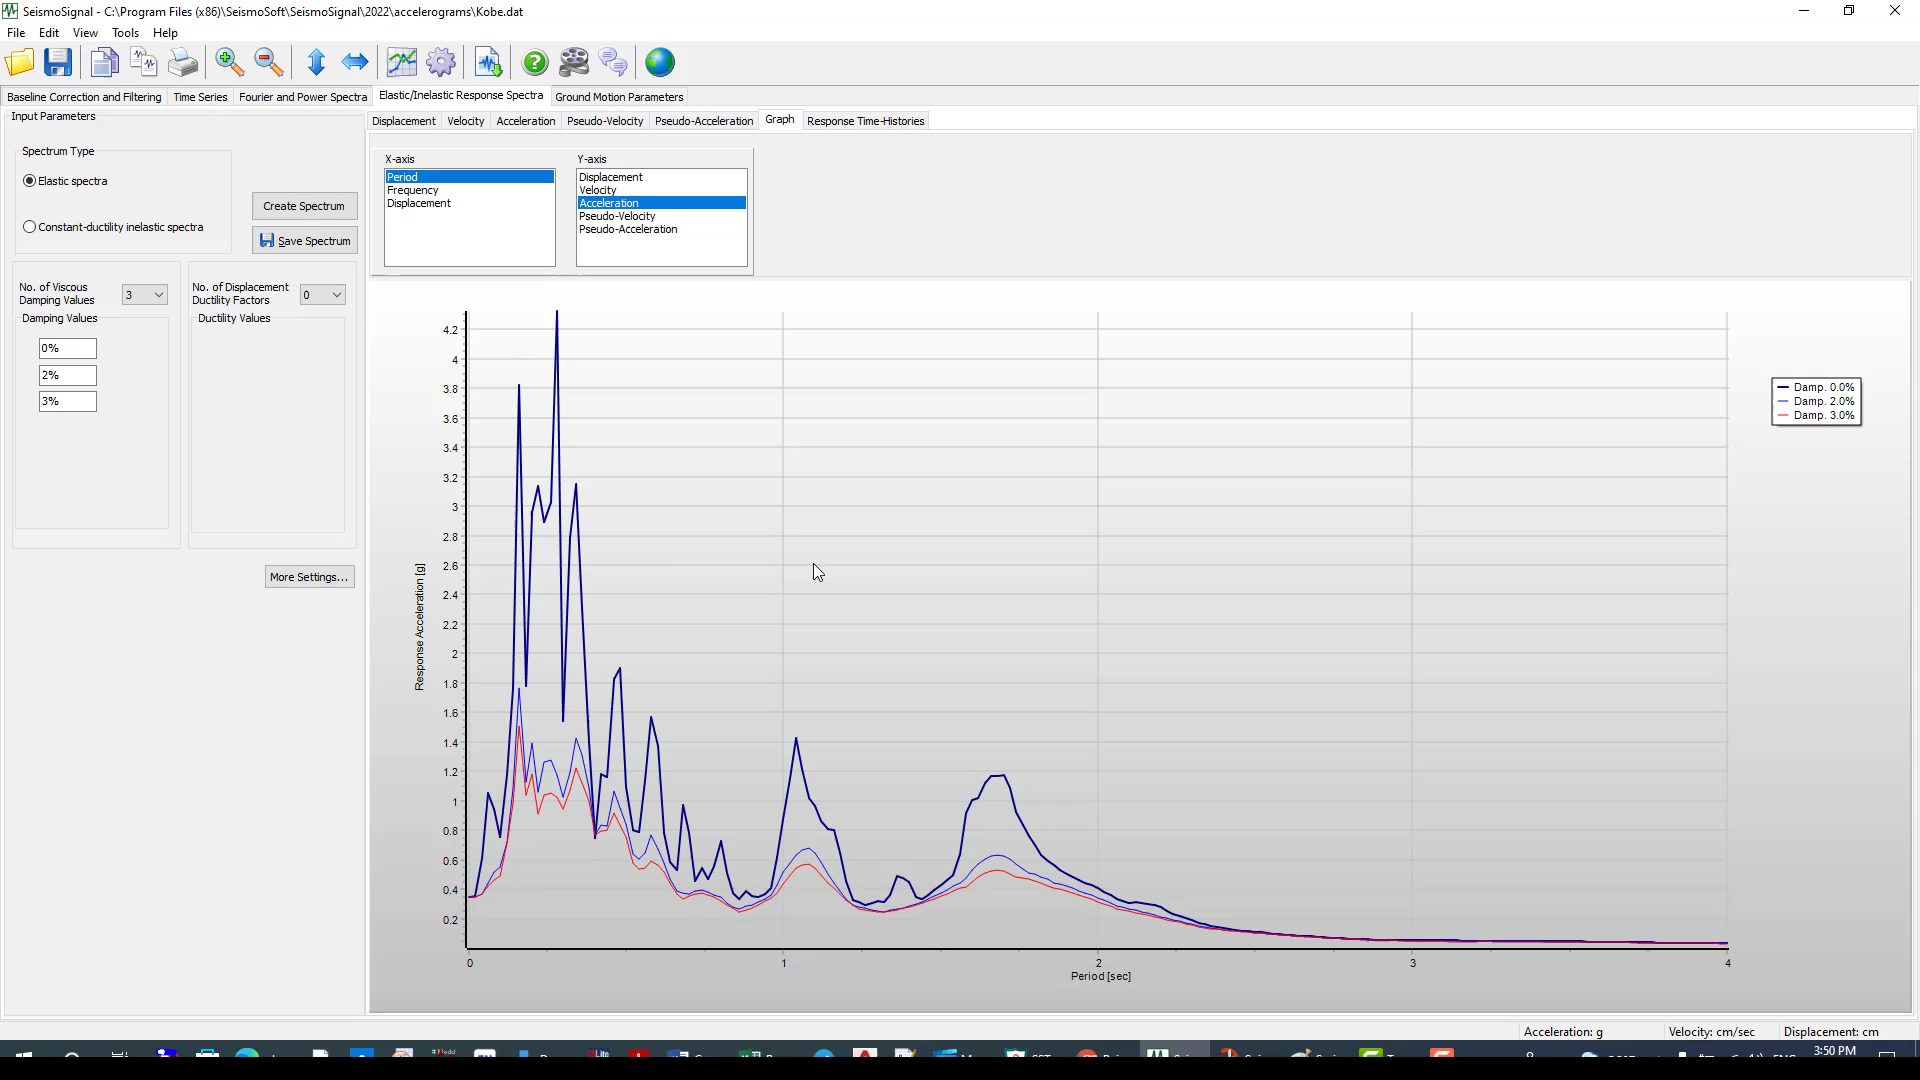 SeismoSignal - C:\Program Files (x86)\SeismoSoft\SeismoSignal\2022\accelerograms\Kobe.dat
File Edit View Tools Help
Baseline Correction and Filtering Time Series Fourier and Power Spectra Elastic/Inelastic Response Spectra Ground Motion Parameters
Input Parameters
Displacement Velocity Acceleration Pseudo-Velocity Pseudo-Acceleration Graph Response Time-Histories
Spectrum Type
Elastic spectra
Constant-ductility inelastic spectra
Create Spectrum
Save Spectrum
X-axis
Period
Frequency
Displacement
Y-axis
Displacement
Velocity
Acceleration
Pseudo-Velocity
Pseudo-Acceleration
No. of Viscous
Damping Values
3
No. of Displacement
Ductility Factors
0
Damping Values
0%
2%
3%
Ductility Values
More Settings...
4.2
4
3.8
3.6
3.4
3.2
3
2.8
2.6
2.4
2.2
2
1.8
1.6
1.4
1.2
1
0.8
0.6
0.4
0.2
Response Acceleration [g]
0 1 2 3 4
Period [sec]
Damp. 0.0%
Damp. 2.0%
Damp. 3.0%
Acceleration: g Velocity: cm/sec Displacement: cm
3:50 PM